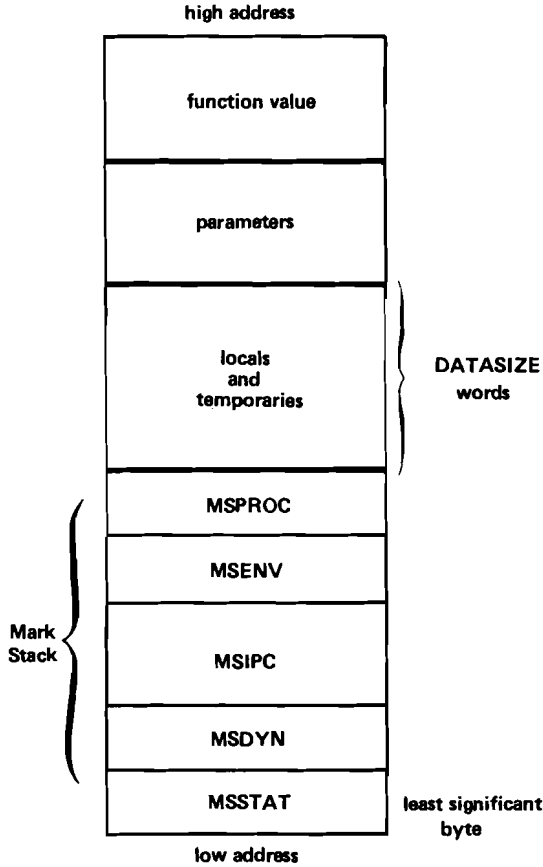 high address
function value
parameters
locals
and
temporaries
DATASIZE
words
MSPROC
MSENV
Mark
Stack
MSIPC
MSDYN
MSSTAT
least significant
byte
low address